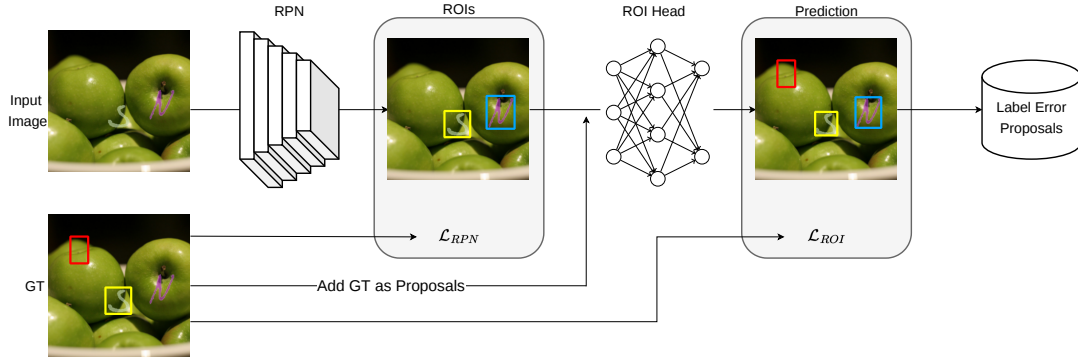 RPN
ROIs
ROI Head
Prediction
Input
Image
Label Error
Proposals
GT
ℒ_RPN
ℒ_ROI
Add GT as Proposals